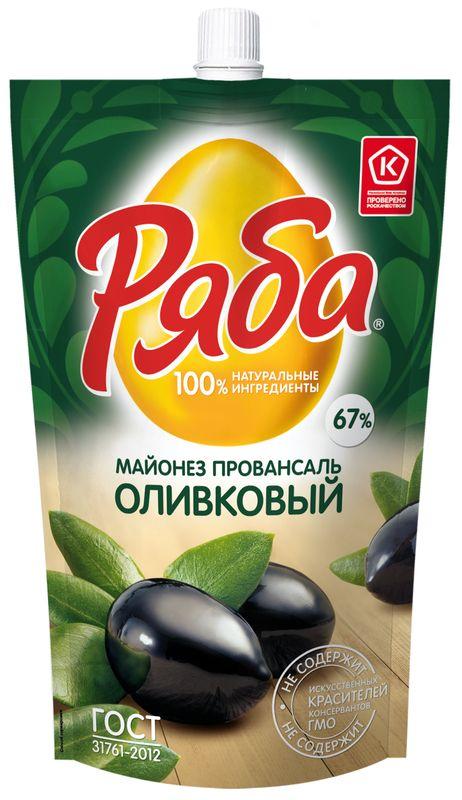 Ряба®
100% НАТУРАЛЬНЫЕ
ИНГРЕДИЕНТЫ
K
ПРОВЕРЕНО
РОСКАЧЕСТВОМ
67%
МАЙОНЕЗ ПРОВАНСАЛЬ
ОЛИВКОВЫЙ
• НЕ СОДЕРЖИТ •
ИСКУССТВЕННЫХ
КРАСИТЕЛЕЙ
КОНСЕРВАНТОВ
ГМО
НЕ СОДЕРЖИТ
ГОСТ
31761-2012